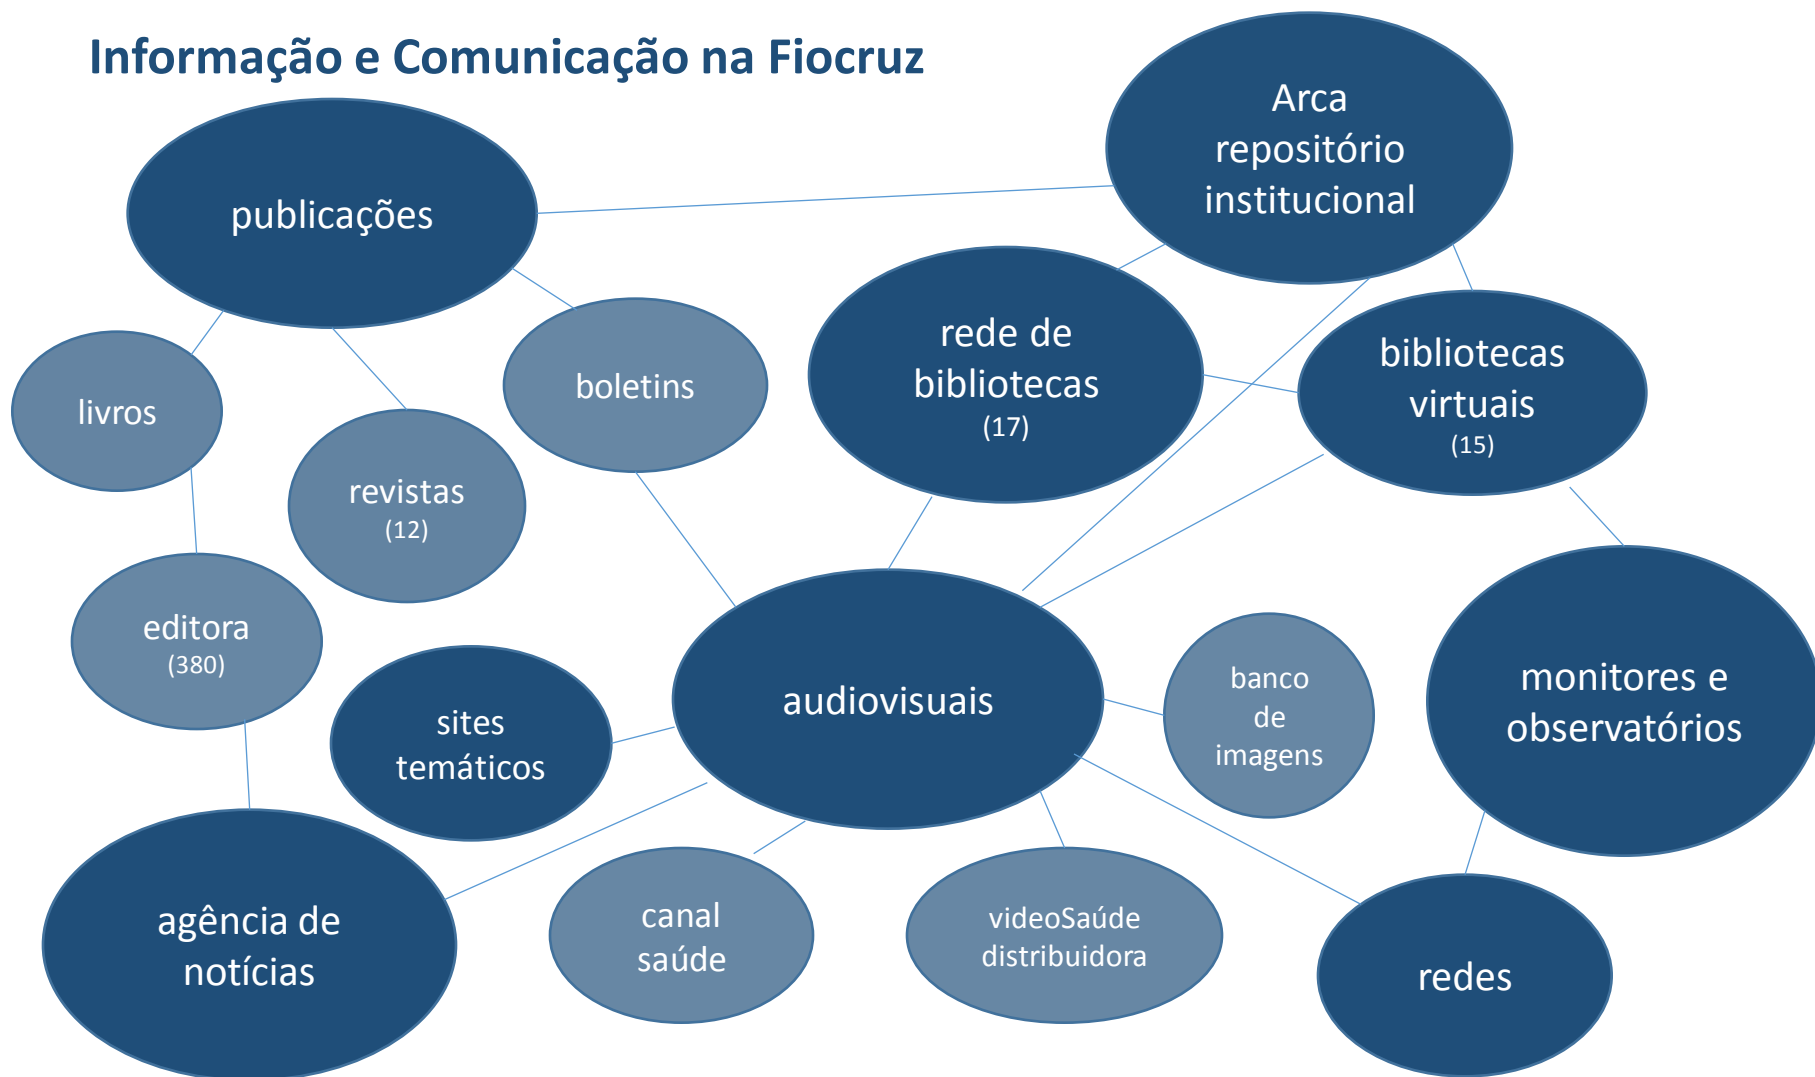 Informação e Comunicação na Fiocruz
Arca
repositório
institucional
publicações
rede de
bibliotecas
(17)
bibliotecas
virtuais
(15)
boletins
livros
revistas
(12)
editora
(380)
sites
temáticos
audiovisuais
banco
de
imagens
monitores e
observatórios
agência de
notícias
canal
saúde
videoSaúde
distribuidora
redes